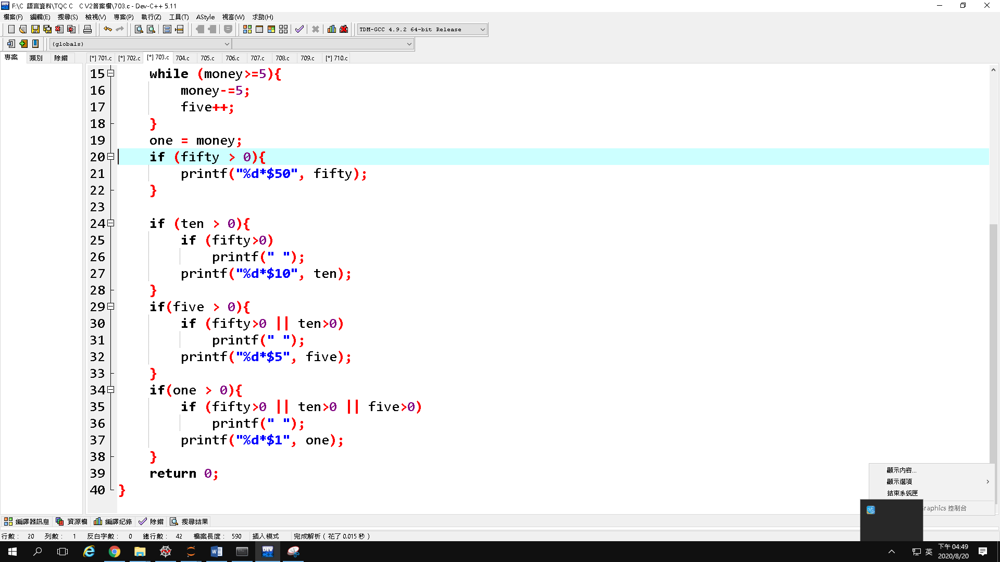 F:\C 語言資料\TQC C   C V2答案檔\703.c - Dev-C++ 5.11
檔案(F) 編輯(E) 搜尋(S) 檢視(V) 專案(P) 執行(Z) 工具(T) AStyle 視窗(W) 求助(H)
TDM-GCC 4.9.2 64-bit Release
(globals)
專案 類別 除錯
[*] 701.c [*] 702.c [*] 703.c 704.c 705.c 706.c 707.c 708.c 709.c [*] 710.c
15 while (money>=5){
16 money-=5;
17 five++;
18 }
19 one = money;
20 if (fifty > 0){
21 printf("%d*$50", fifty);
22 }
23
24 if (ten > 0){
25 if (fifty>0)
26 printf(" ");
27 printf("%d*$10", ten);
28 }
29 if(five > 0){
30 if (fifty>0 || ten>0)
31 printf(" ");
32 printf("%d*$5", five);
33 }
34 if(one > 0){
35 if (fifty>0 || ten>0 || five>0)
36 printf(" ");
37 printf("%d*$1", one);
38 }
39 return 0;
40 }
顯示內容...
顯示選項
結束系統匣
raphics 控制台
編譯器訊息 資源檔 編譯紀錄 除錯 搜尋結果
行數 : 20 列數 : 1 反白字數 : 0 總行數 : 42 檔案長度 : 590 插入模式 完成解析 ( 花了 0.015 秒 )
DEV
英
下午 04:49
2020/8/20